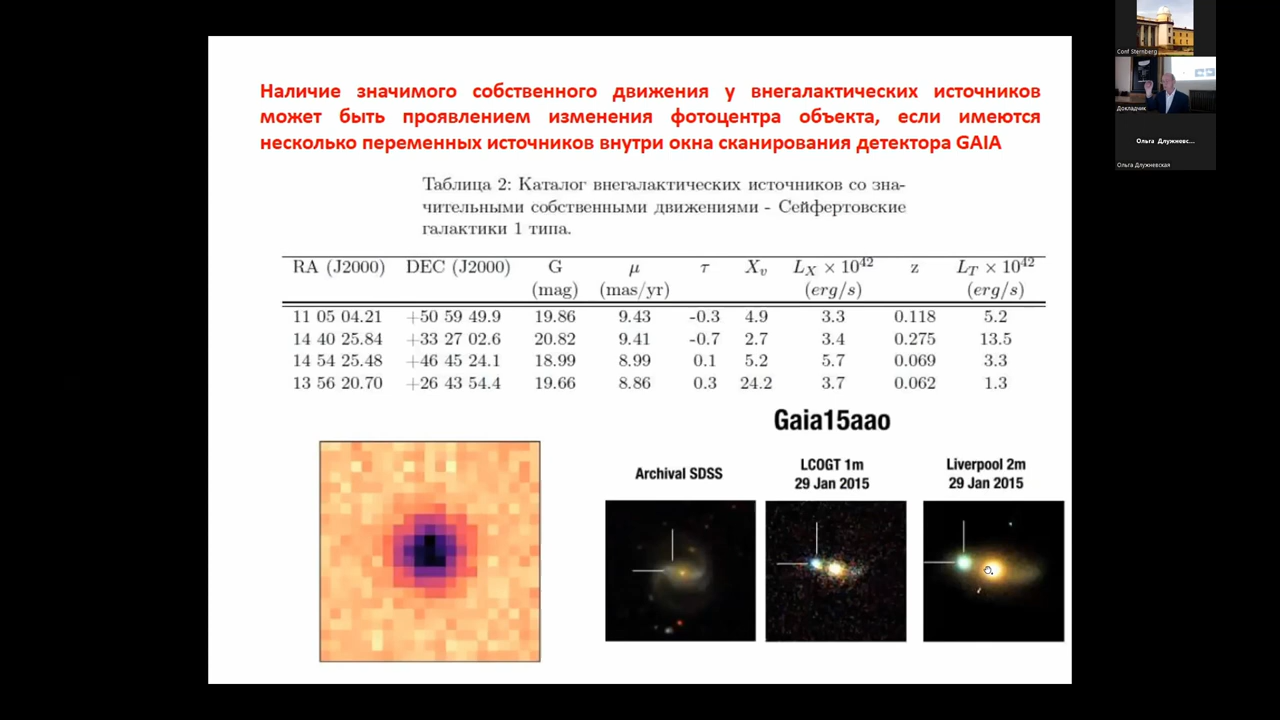 Наличие значимого собственного движения у внегалактических источников
может быть проявлением изменения фотоцентра объекта, если имеются
несколько переменных источников внутри окна сканирования детектора GAIA
Таблица 2: Каталог внегалактических источников со зна-
чительными собственными движениями - Сейфертовские
галактики 1 типа.
RA (J2000) DEC (J2000) G μ τ X_v L_X × 10^42 z L_T × 10^42
(mag) (mas/yr) (erg/s) (erg/s)
11 05 04.21 +50 59 49.9 19.86 9.43 -0.3 4.9 3.3 0.118 5.2
14 40 25.84 +33 27 02.6 20.82 9.41 -0.7 2.7 3.4 0.275 13.5
14 54 25.48 +46 45 24.1 18.99 8.99 0.1 5.2 5.7 0.069 3.3
13 56 20.70 +26 43 54.4 19.66 8.86 0.3 24.2 3.7 0.062 1.3
Gaia15aao
Archival SDSS
LCOGT 1m
29 Jan 2015
Liverpool 2m
29 Jan 2015
Conf Sternberg
Докладчик
Ольга Длужневс...
Ольга Длужневская